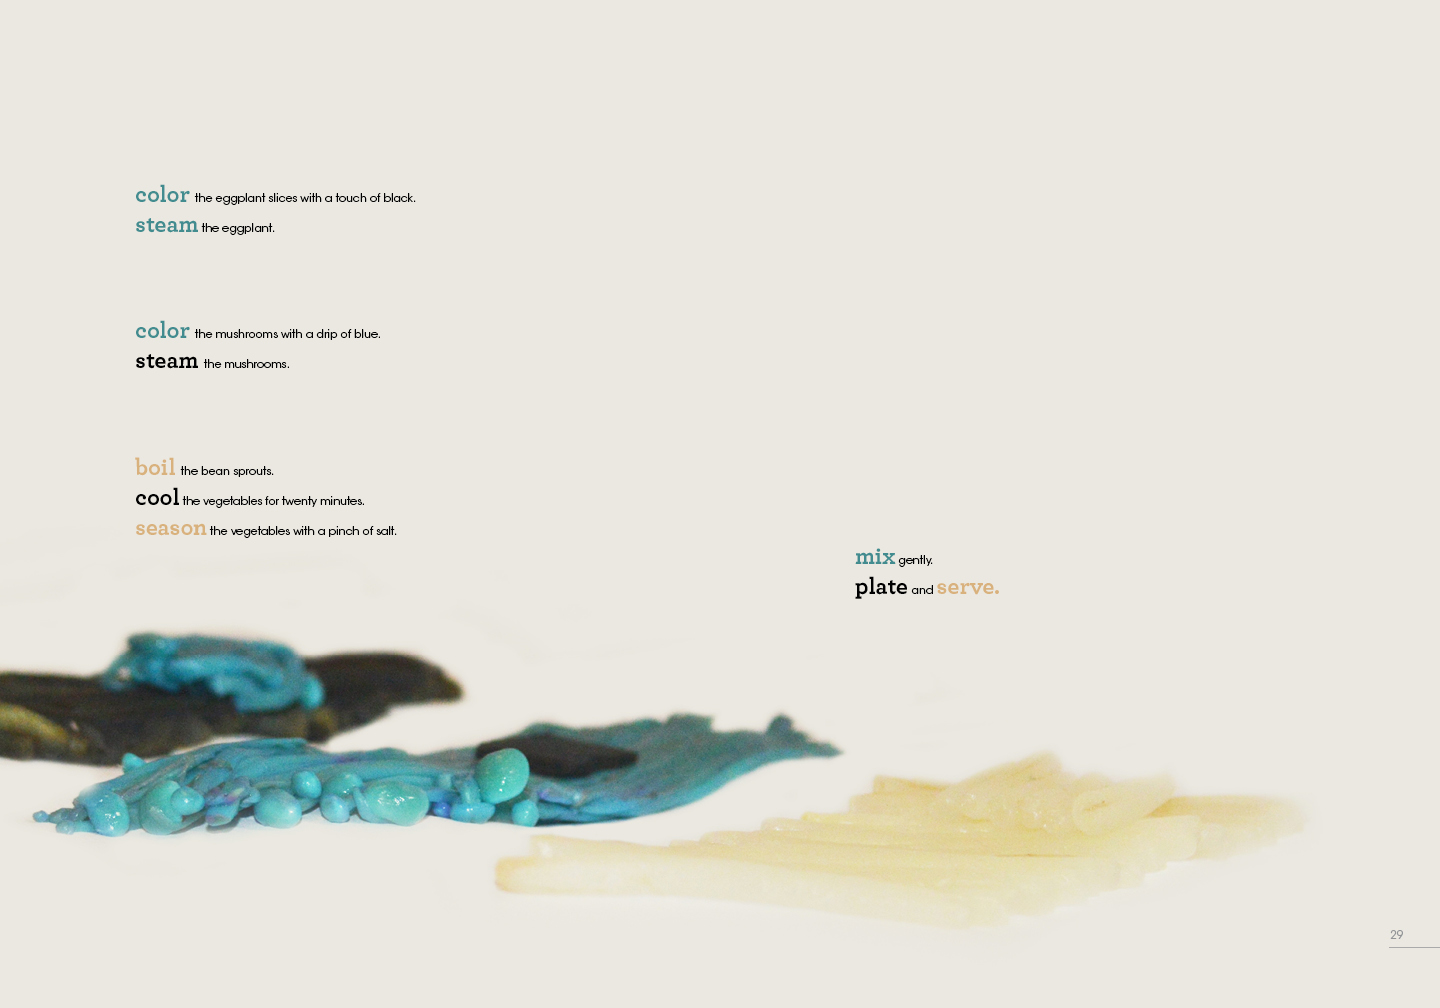 color the eggplant slices with a touch of black.
steam the eggplant.
color the mushrooms with a drip of blue.
steam the mushrooms.
boil the bean sprouts.
cool the vegetables for twenty minutes.
season the vegetables with a pinch of salt.
mix gently.
plate and serve.
29